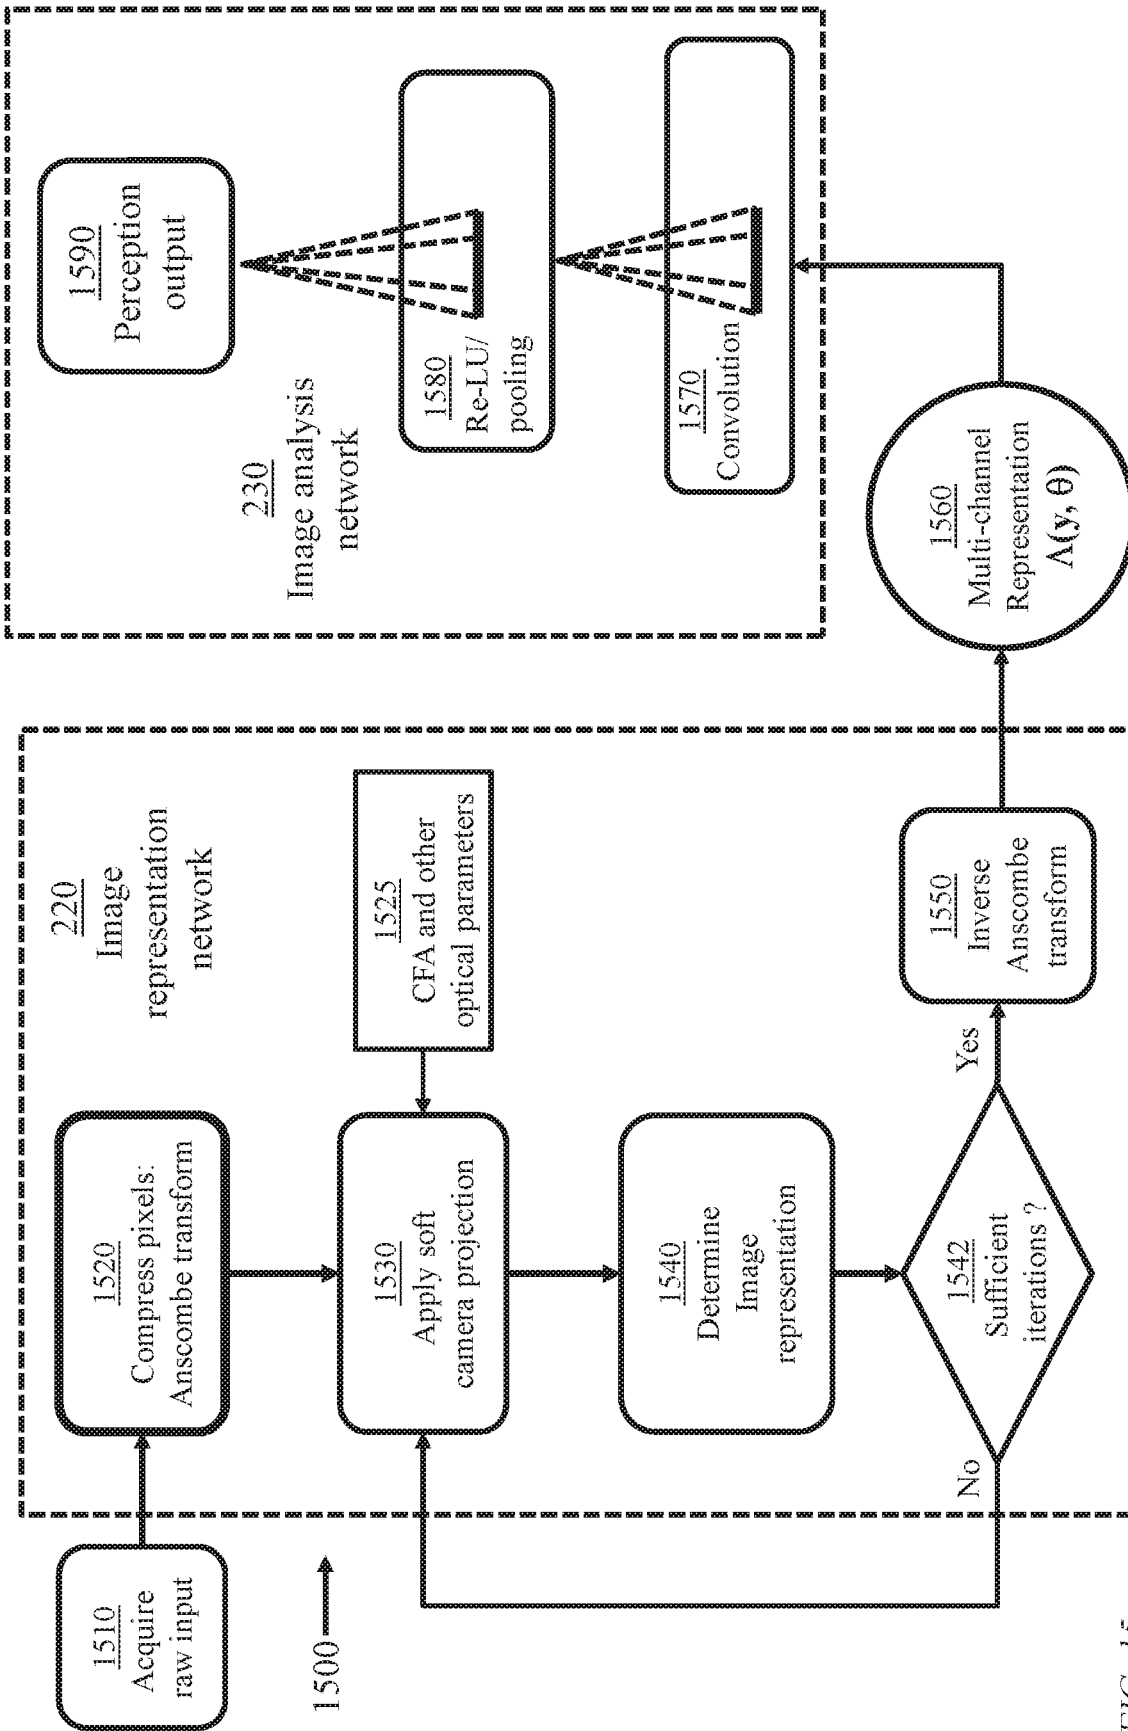 1510
Acquire
raw input
1500
220
Image
representation
network
1520
Compress pixels:
Anscombe transform
1525
CFA and other
optical parameters
1530
Apply soft
camera projection
1540
Determine
Image
representation
1542
Sufficient
iterations ?
No
Yes
1550
Inverse
Anscombe
transform
1560
Multi-channel
Representation
Λ(y, θ)
230
Image analysis
network
1570
Convolution
1580
Re-LU/
pooling
1590
Perception
output
FIG. 15